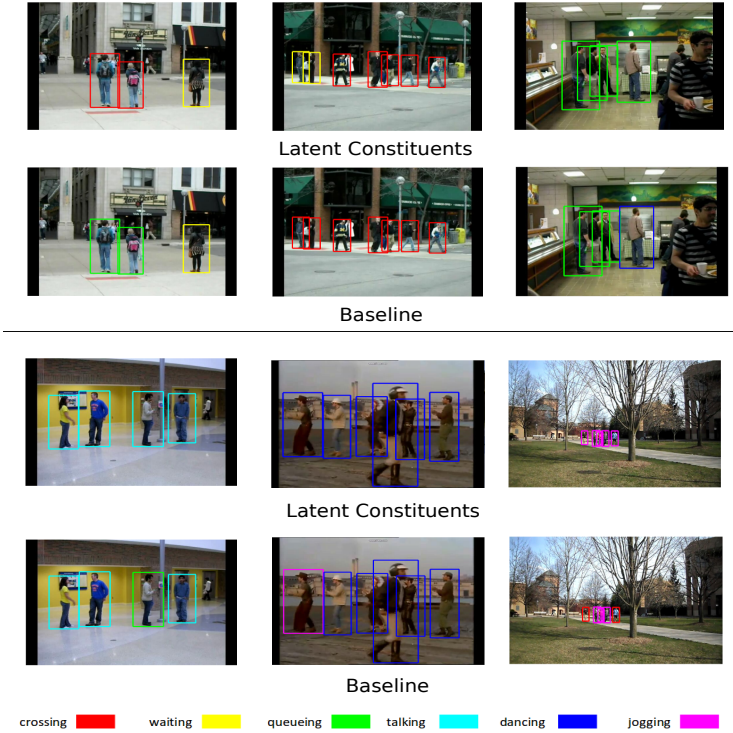 Latent Constituents
Baseline
Latent Constituents
Baseline
crossing waiting queueing talking dancing jogging